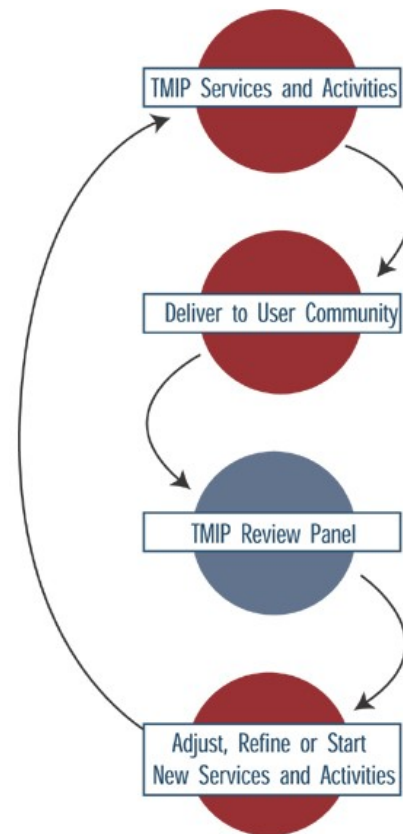 TMIP Services and Activities
Deliver to User Community
TMIP Review Panel
Adjust, Refine or Start
New Services and Activities